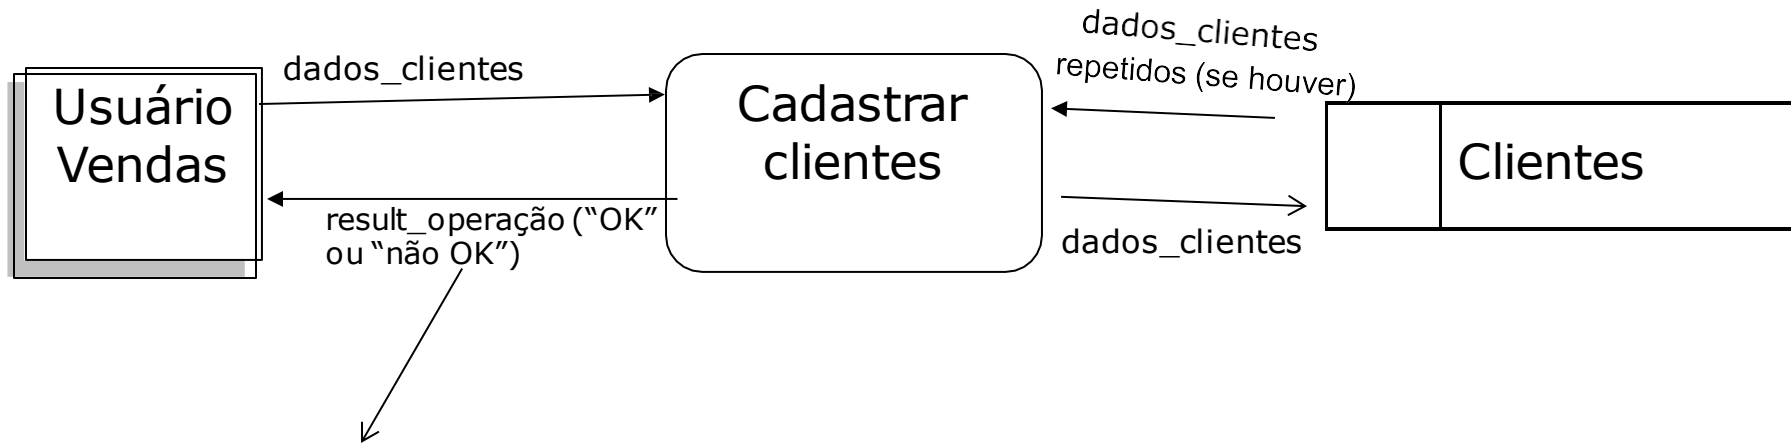 Usuário
Vendas
dados_clientes
result_operação (“OK”
ou “não OK”)
Cadastrar
clientes
dados_clientes
repetidos (se houver)
dados_clientes
Clientes